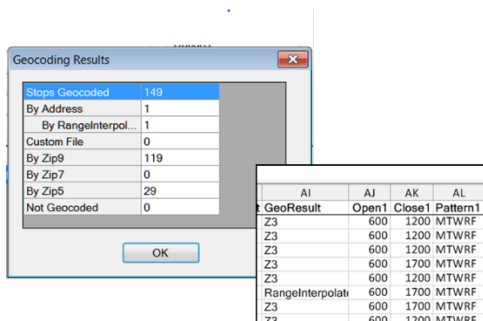 Geocoding Results
Stops Geocoded 149
By Address 1
By RangeInterpol... 1
Custom File 0
By Zip9 119
By Zip7 0
By Zip5 29
Not Geocoded 0
OK
AI AJ AK AL
t GeoResult Open1 Close1 Pattern1
Z3 600 1200 MTWRF
Z3 600 1200 MTWRF
Z3 600 1200 MTWRF
Z3 600 1700 MTWRF
Z3 600 1200 MTWRF
RangeInterpolate 600 1700 MTWRF
Z3 600 1700 MTWRF
Z3 600 1200 MTWRF